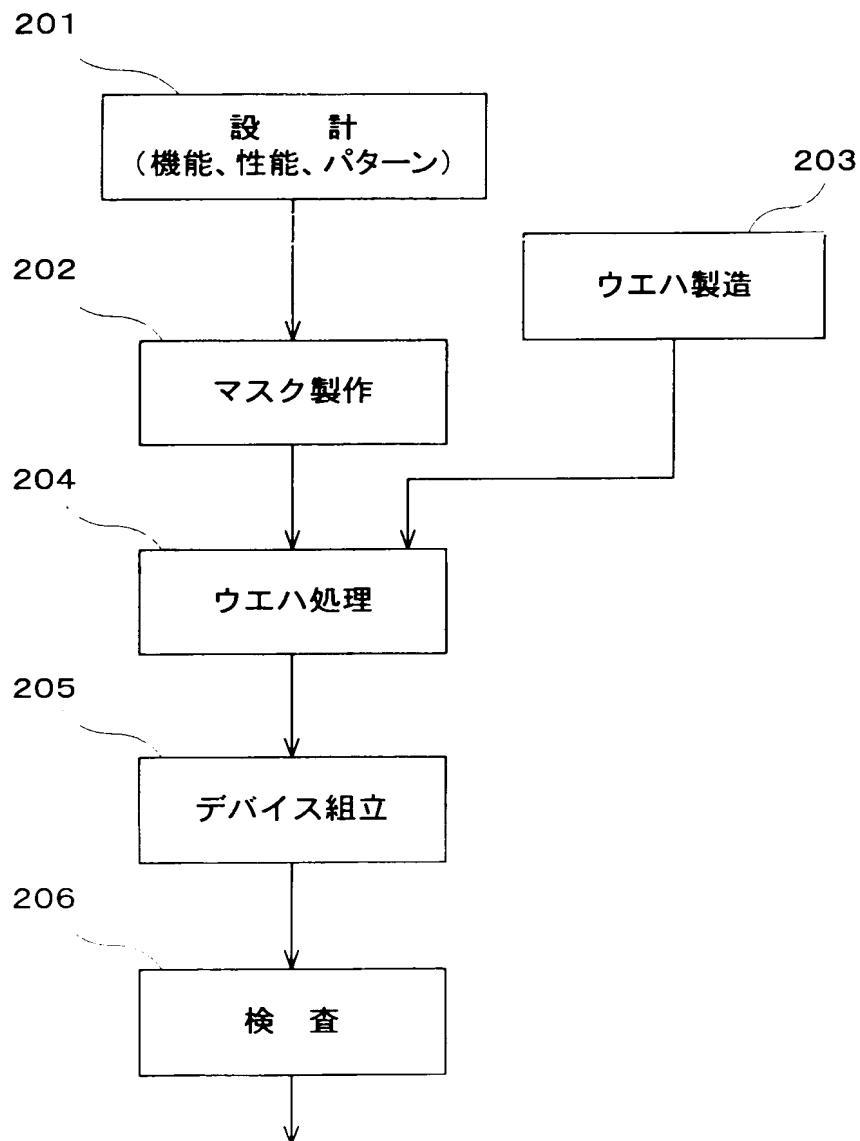 201
設　計
(機能、性能、パターン)
203
ウエハ製造
202
マスク製作
204
ウエハ処理
205
デバイス組立
206
検　査